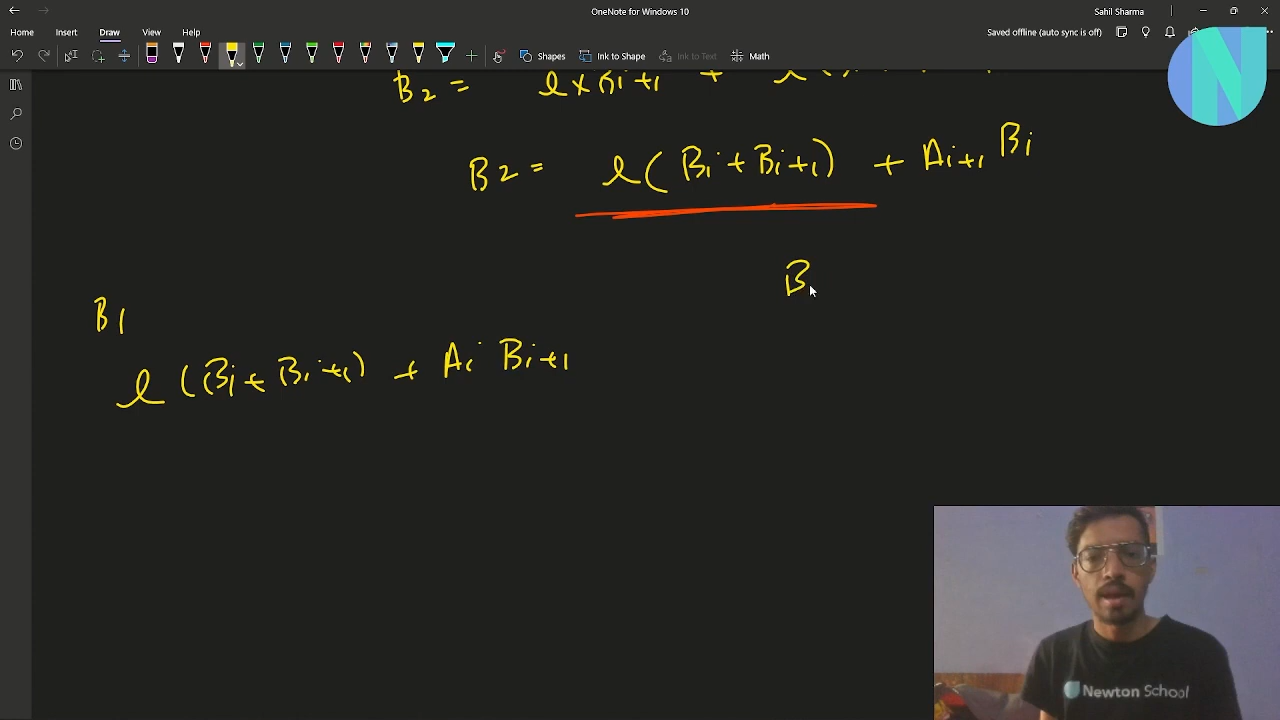 OneNote for Windows 10
Sahil Sharma
Home Insert Draw View Help
Saved offline (auto sync is off)
Shapes Ink to Shape Ink to Text Math
B2 = l x Bi+1 +
B2 = l(Bi + Bi+1) + Ai+1 Bi
B
B1
l (Bi + Bi+1) + Ai Bi+1
Newton School